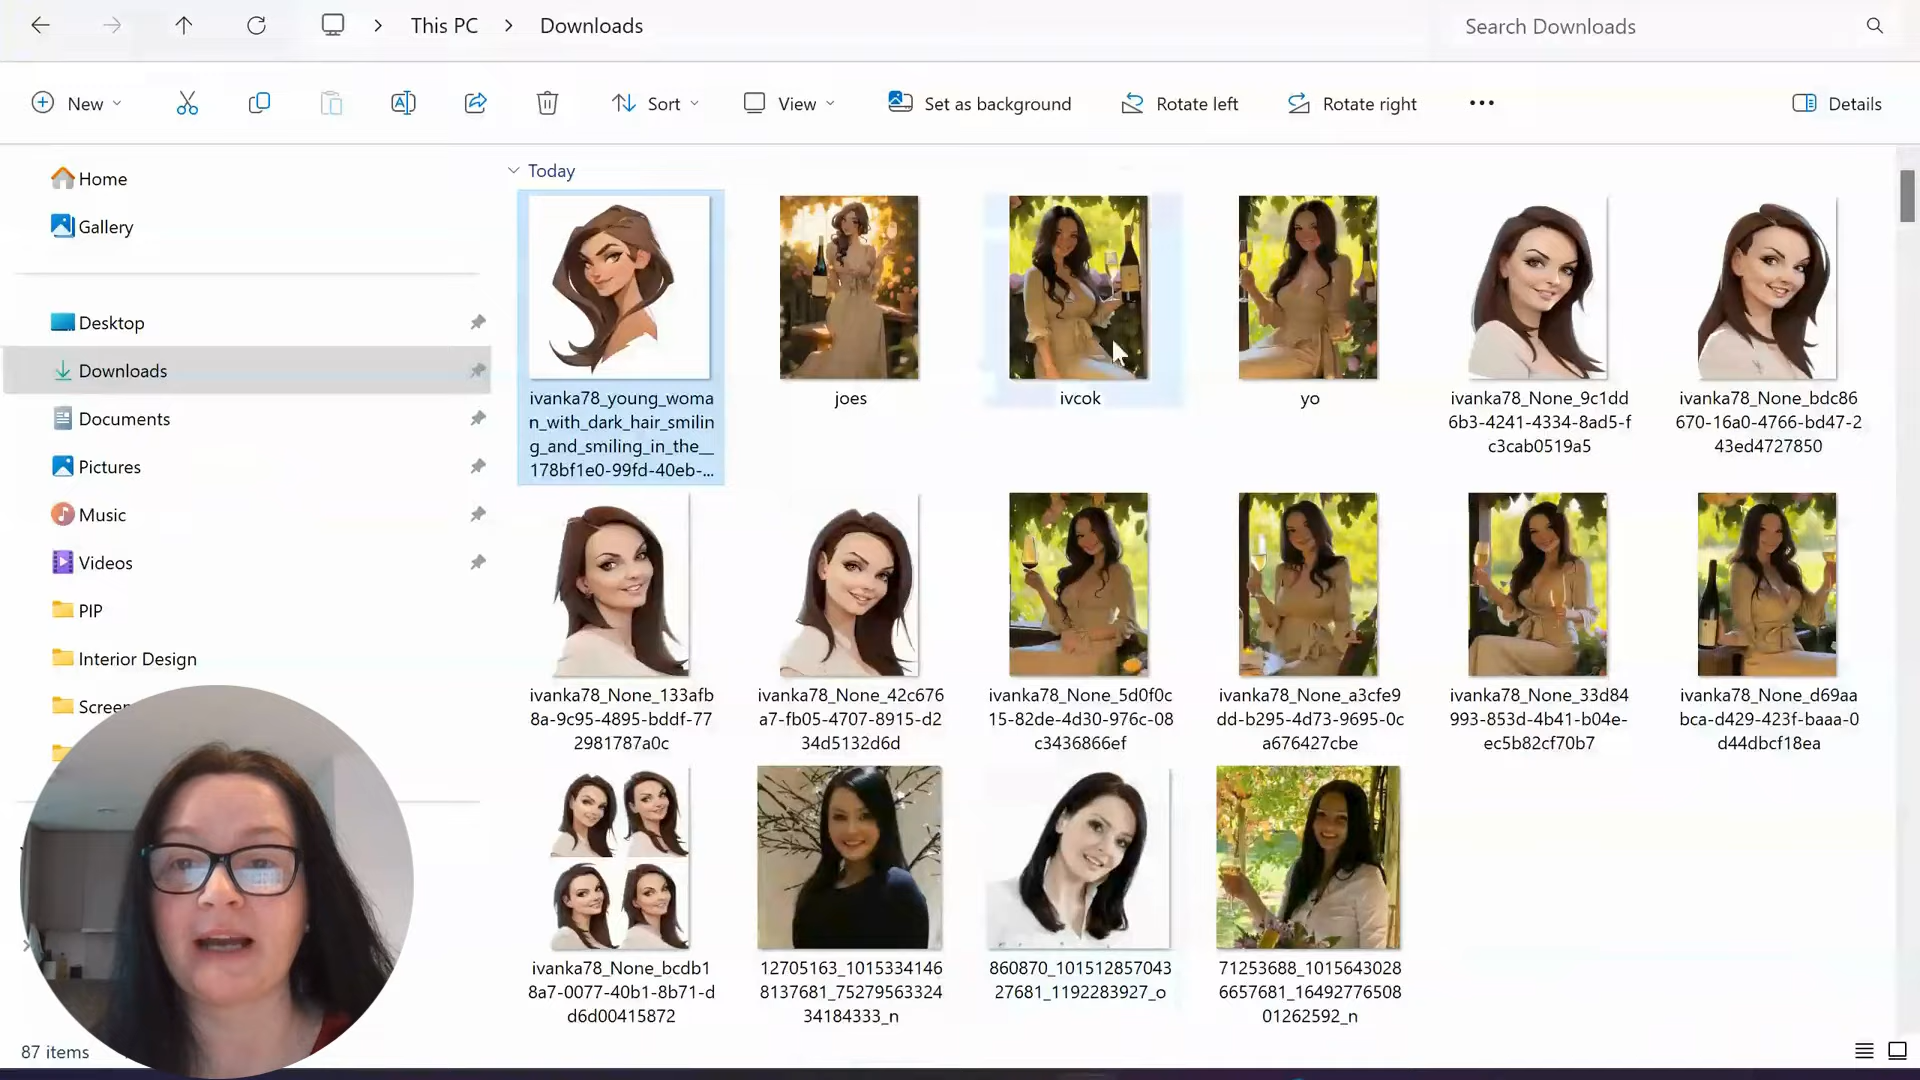 This PC
Downloads
Search Downloads
New
Sort
View
Set as background
Rotate left
Rotate right
Details
Home
Gallery
Desktop
Downloads
Documents
Pictures
Music
Videos
PIP
Interior Design
Today
ivanka78_young_woma
n_with_dark_hair_smilin
g_and_smiling_in_the__
178bf1e0-99fd-40eb-...
joes
ivcok
yo
ivanka78_None_9c1dd
6b3-4241-4334-8ad5-f
c3cab0519a5
ivanka78_None_bdc86
670-16a0-4766-bd47-2
43ed4727850
ivanka78_None_133afb
8a-9c95-4895-bddf-77
2981787a0c
ivanka78_None_42c676
a7-fb05-4707-8915-d2
34d5132d6d
ivanka78_None_5d0f0c
15-82de-4d30-976c-08
c3436866ef
ivanka78_None_a3cfe9
dd-b295-4d73-9695-0c
a676427cbe
ivanka78_None_33d84
993-853d-4b41-b04e-
ec5b82cf70b7
ivanka78_None_d69aa
bca-d429-423f-baaa-0
d44dbcf18ea
ivanka78_None_bcdb1
8a7-0077-40b1-8b71-d
d6d00415872
12705163_1015334146
8137681_75279563324
34184333_n
860870_101512857043
27681_1192283927_o
71253688_1015643028
6657681_16492776508
01262592_n
87 items